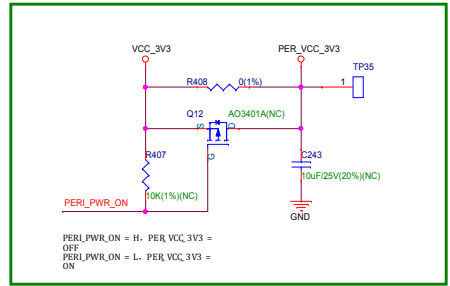 VCC_3V3
PER_VCC_3V3
TP35
R408
0(1%)
1
Q12
AO3401A(NC)
S
D
G
R407
C243
10K(1%)(NC)
10uF/25V(20%)(NC)
PERI_PWR_ON
GND
PERI_PWR_ON = H, PER_VCC_3V3 =
OFF
PERI_PWR_ON = L, PER_VCC_3V3 =
ON